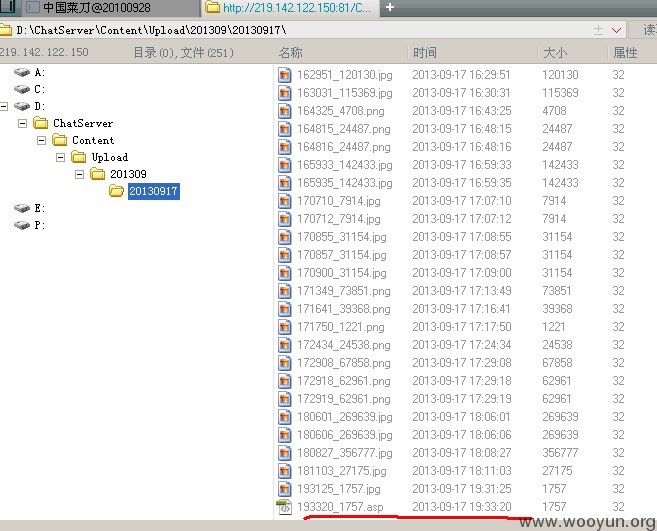 中国菜刀@20100928 http://219.142.122.150:81/C...
D:\ChatServer\Content\Upload\201309\20130917\ 读
219.142.122.150 目录(0),文件(251) 名称 时间 大小 属性
A:
C:
D:
ChatServer
Content
Upload
201309
20130917
E:
P:
162951_120130.jpg 2013-09-17 16:29:51 120130 32
163031_115369.jpg 2013-09-17 16:30:31 115369 32
164325_4708.png 2013-09-17 16:43:25 4708 32
164815_24487.png 2013-09-17 16:48:15 24487 32
164816_24487.png 2013-09-17 16:48:16 24487 32
165933_142433.jpg 2013-09-17 16:59:33 142433 32
165935_142433.jpg 2013-09-17 16:59:35 142433 32
170710_7914.jpg 2013-09-17 17:07:10 7914 32
170712_7914.jpg 2013-09-17 17:07:12 7914 32
170855_31154.jpg 2013-09-17 17:08:55 31154 32
170857_31154.jpg 2013-09-17 17:08:57 31154 32
170900_31154.jpg 2013-09-17 17:09:00 31154 32
171349_73851.png 2013-09-17 17:13:49 73851 32
171641_39368.png 2013-09-17 17:16:41 39368 32
171750_1221.png 2013-09-17 17:17:50 1221 32
172434_24538.png 2013-09-17 17:24:34 24538 32
172908_67858.png 2013-09-17 17:29:08 67858 32
172918_62961.png 2013-09-17 17:29:18 62961 32
172919_62961.png 2013-09-17 17:29:19 62961 32
180601_269639.jpg 2013-09-17 18:06:01 269639 32
180606_269639.jpg 2013-09-17 18:06:06 269639 32
180827_356777.jpg 2013-09-17 18:08:27 356777 32
181103_27175.jpg 2013-09-17 18:11:03 27175 32
193125_1757.jpg 2013-09-17 19:31:25 1757 32
193320_1757.asp 2013-09-17 19:33:20 1757 32
www.wooyun.org